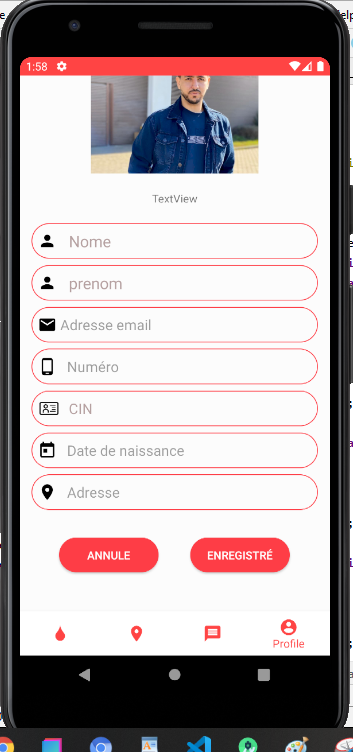 1:58
TextView
Nome
prenom
Adresse email
Numéro
CIN
Date de naissance
Adresse
ANNULE
ENREGISTRÉ
Profile